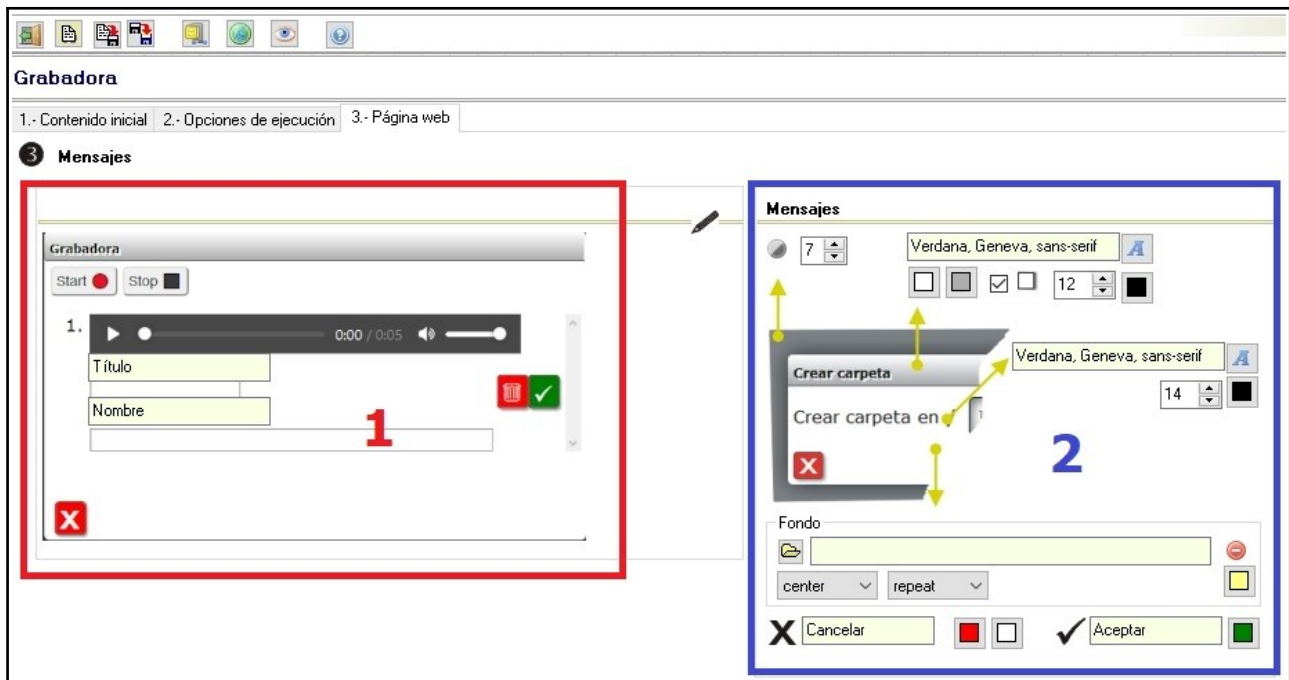 Grabadora
1.- Contenido inicial 2.- Opciones de ejecución 3.- Página web
3 Mensajes
Grabadora
Start Stop
1.
0:00 / 0:05
Título
Nombre
1
X
Mensajes
7
Verdana, Geneva, sans-serif A
12
Verdana, Geneva, sans-serif A
14
Crear carpeta
Crear carpeta en /
X
2
Fondo
center repeat
X Cancelar
Aceptar